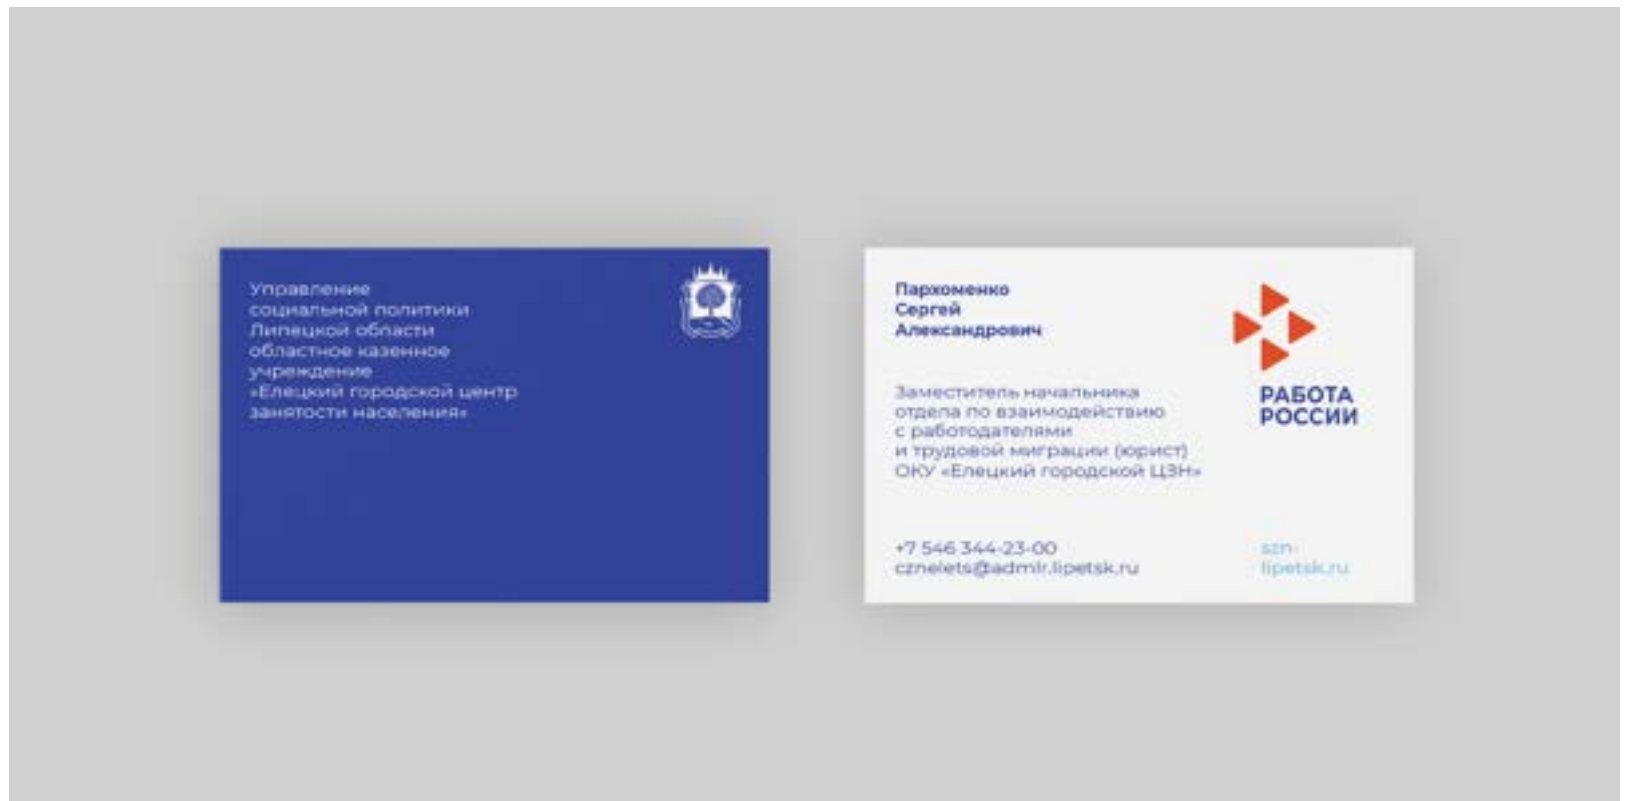 Управление
социальной политики
Липецкой области
областное казенное
учреждение
«Елецкий городской центр
занятости населения»
Пархоменко
Сергей
Александрович
Заместитель начальника
отдела по взаимодействию
с работодателями
и трудовой миграции (юрист)
ОКУ «Елецкий городской ЦЗН»
+7 546 344-23-00
cznelets@admlr.lipetsk.ru
РАБОТА
РОССИИ
szn-
lipetsk.ru